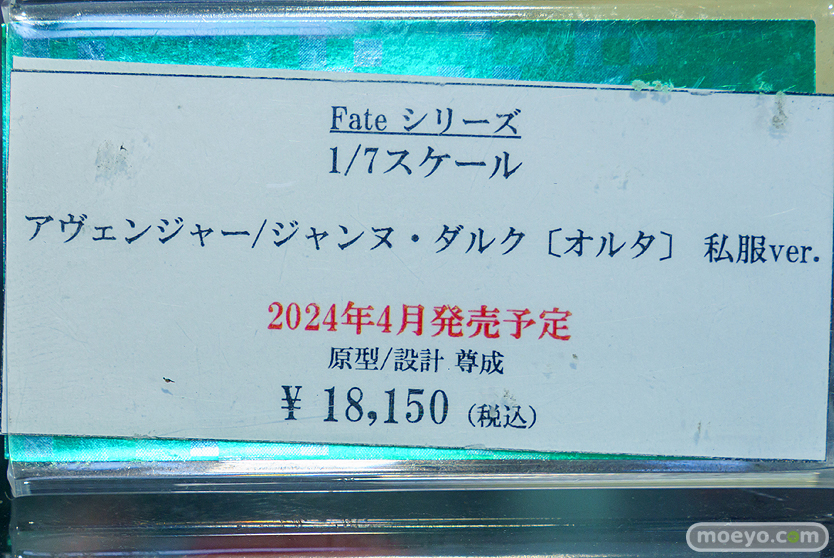 Fate シリーズ
1/7スケール
アヴェンジャー/ジャンヌ・ダルク〔オルタ〕 私服ver.
2024年4月発売予定
原型/設計 尊成
¥ 18,150 (税込)
moeyo.com